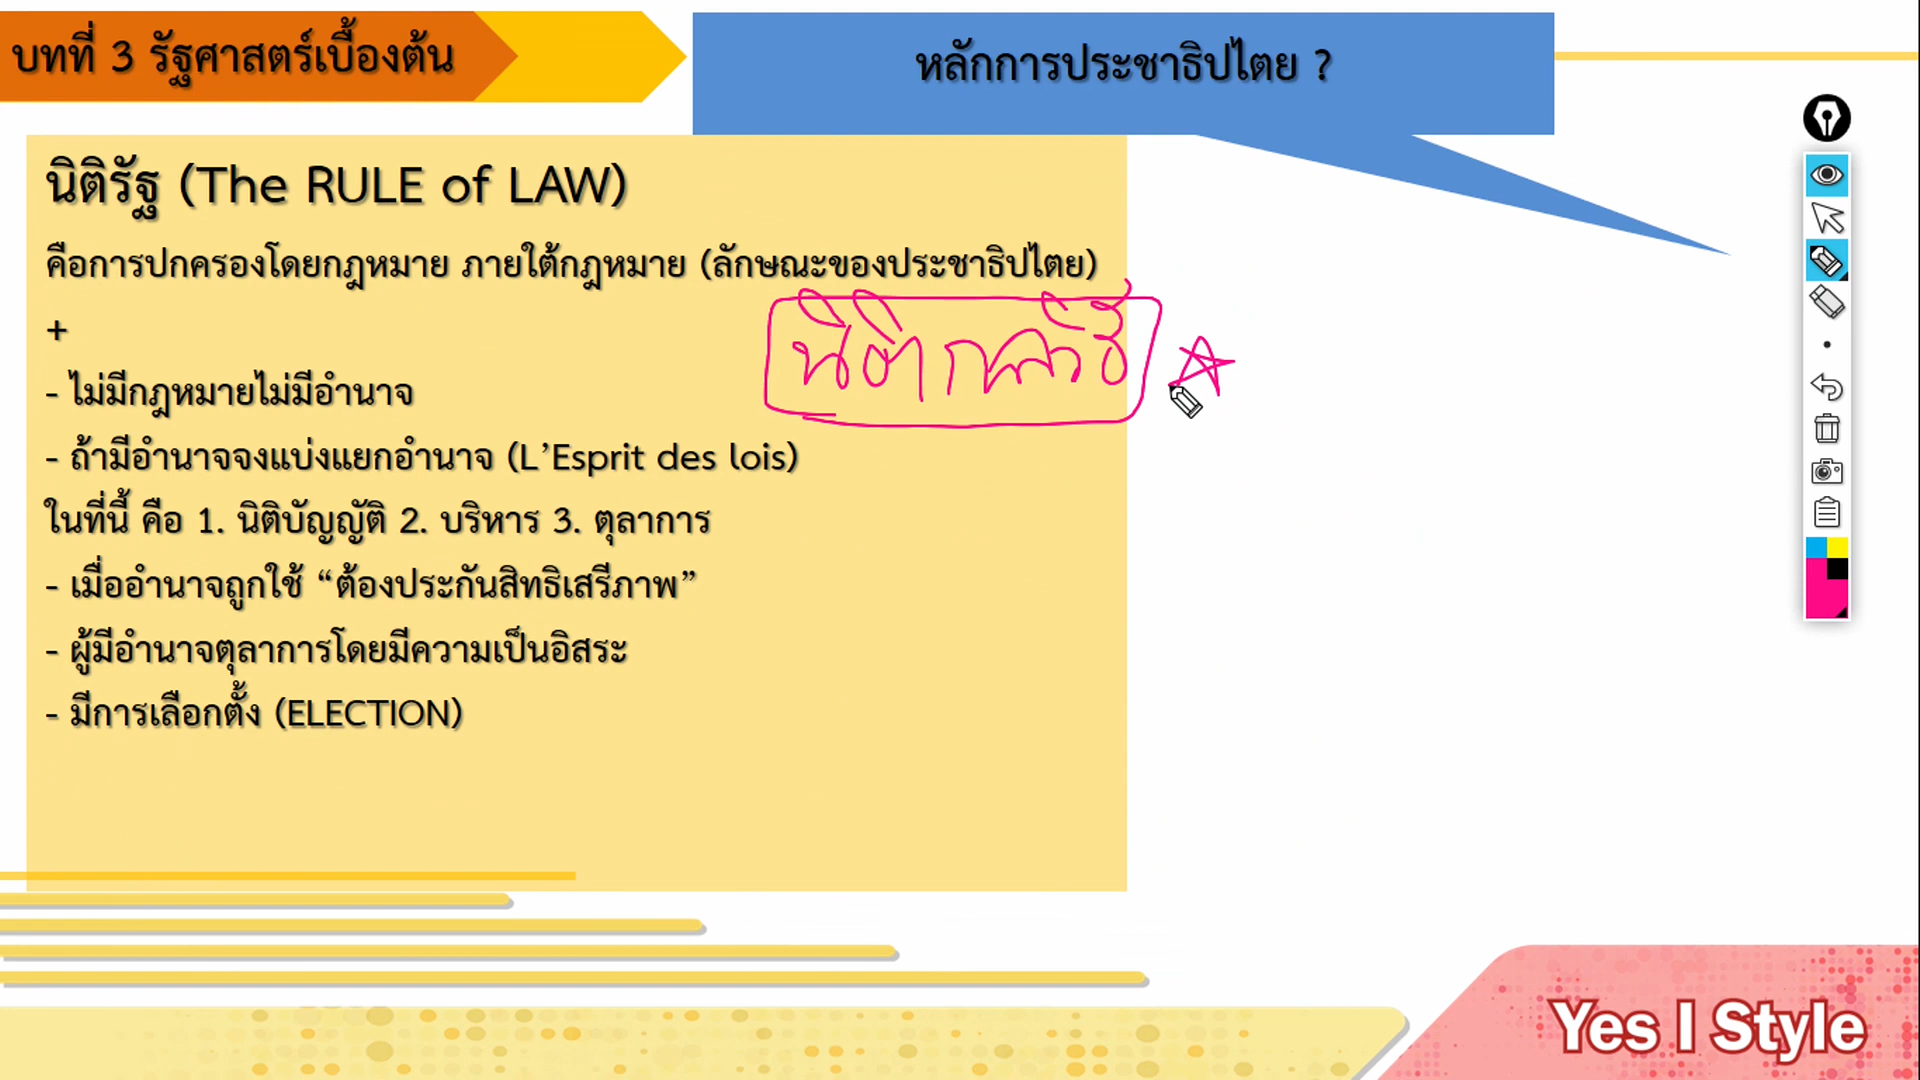 บทที่ 3 รัฐศาสตร์เบื้องต้น
หลักการประชาธิปไตย ?
นิติรัฐ (The RULE of LAW)
คือการปกครองโดยกฎหมาย ภายใต้กฎหมาย (ลักษณะของประชาธิปไตย)
+
- ไม่มีกฎหมายไม่มีอำนาจ
- ถ้ามีอำนาจจงแบ่งแยกอำนาจ (L’Esprit des lois)
ในที่นี้ คือ 1. นิติบัญญัติ 2. บริหาร 3. ตุลาการ
- เมื่ออำนาจถูกใช้ “ต้องประกันสิทธิเสรีภาพ”
- ผู้มีอำนาจตุลาการโดยมีความเป็นอิสระ
- มีการเลือกตั้ง (ELECTION)
Yes I Style